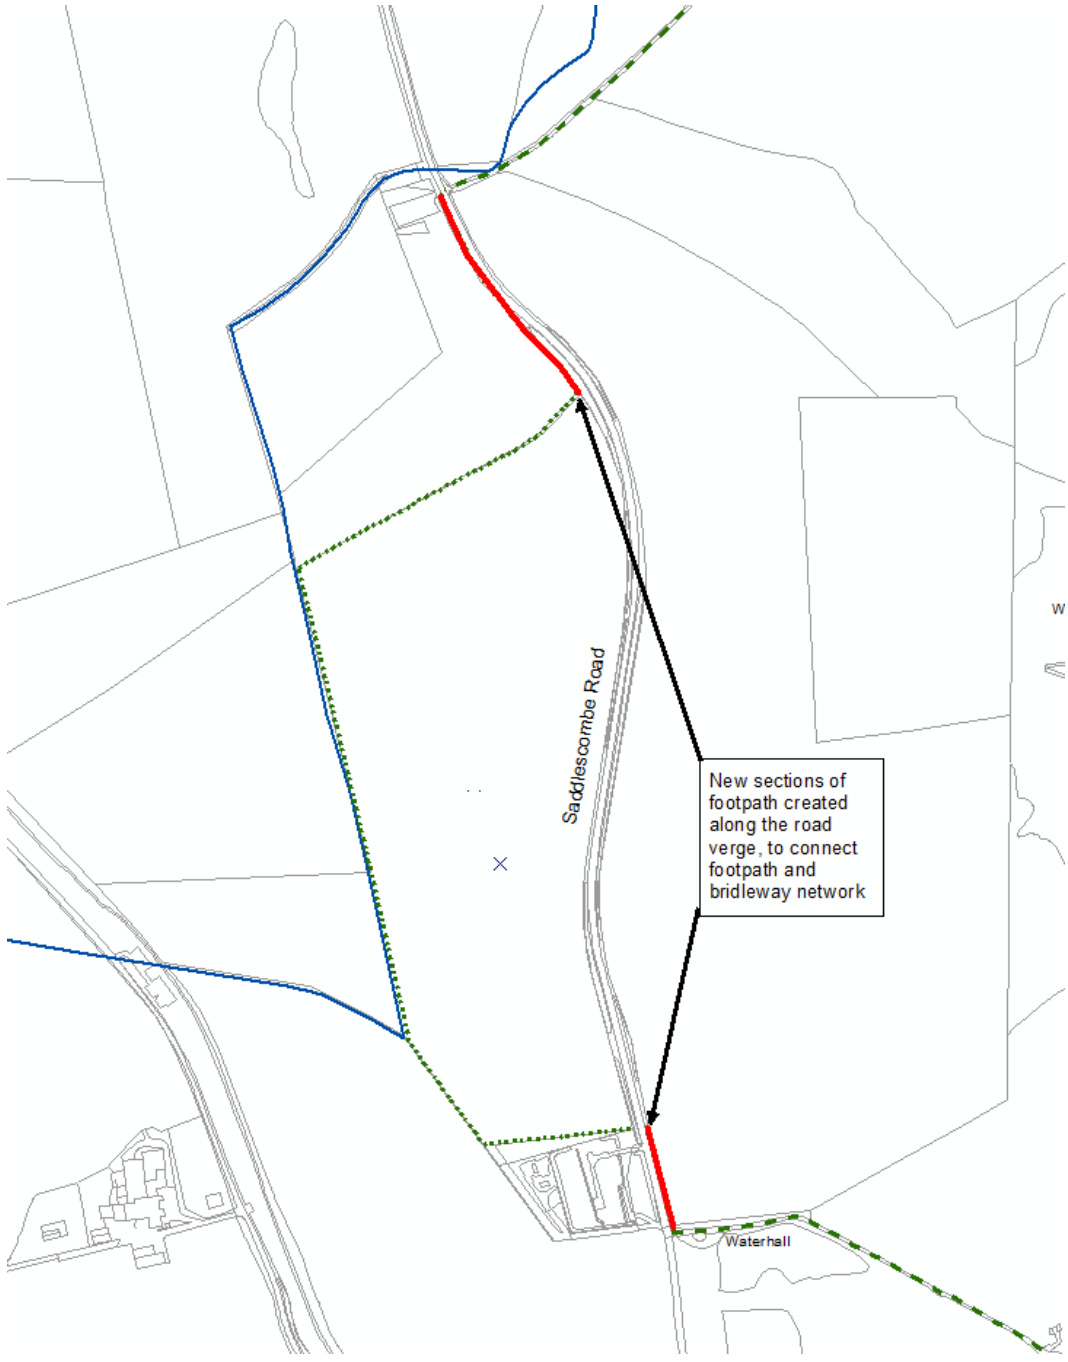 W
Saddlescombe Road
New sections of
footpath created
along the road
verge, to connect
footpath and
bridleway network
Waterhall